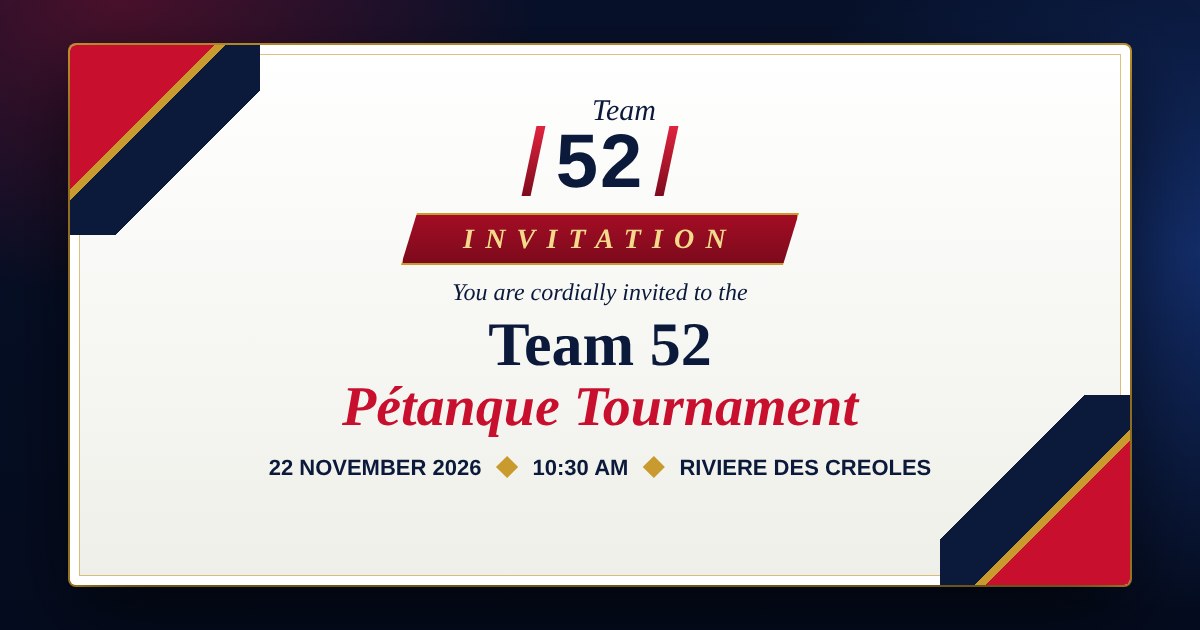 Team
52
INVITATION
You are cordially invited to the
Team 52
Pétanque Tournament
22 NOVEMBER 2026 ◆ 10:30 AM ◆ RIVIERE DES CREOLES